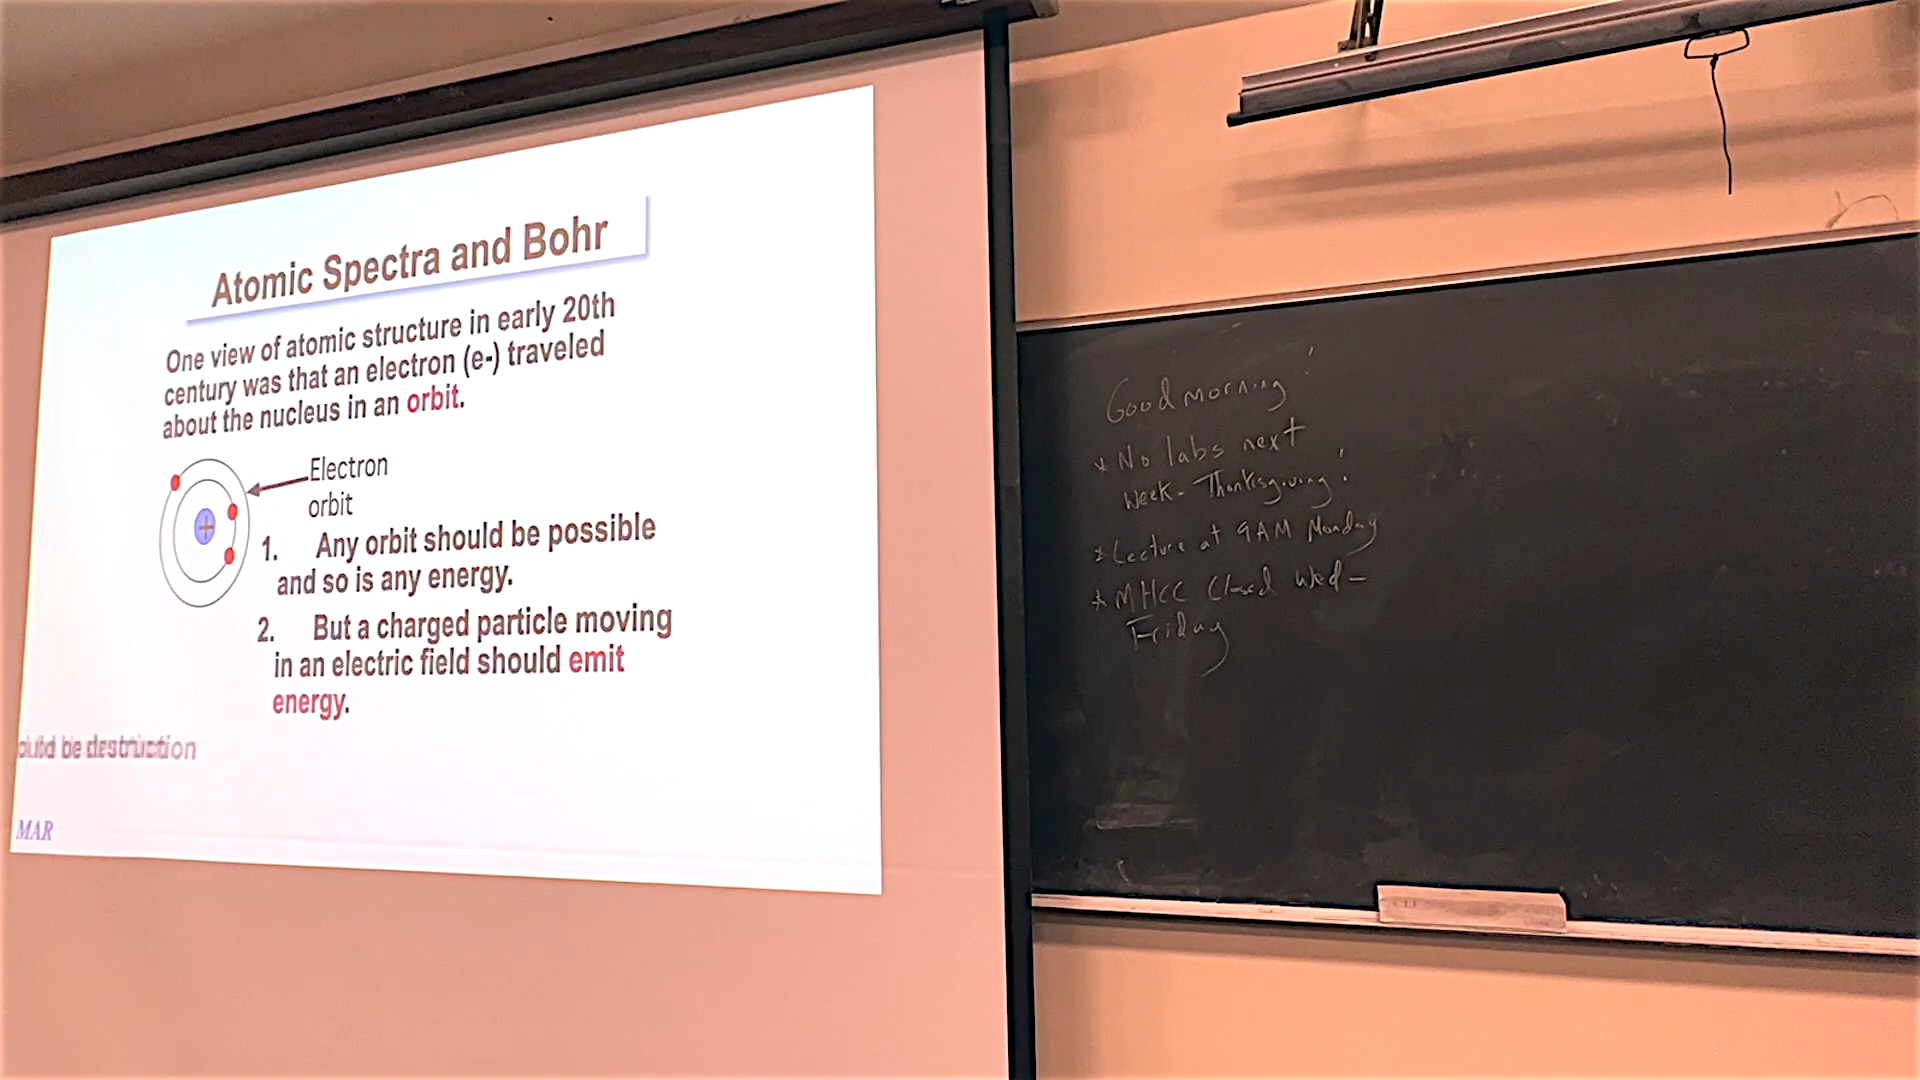 Atomic Spectra and Bohr
One view of atomic structure in early 20th
century was that an electron (e-) traveled
about the nucleus in an orbit.
Electron
orbit
+
1. Any orbit should be possible
and so is any energy.
2. But a charged particle moving
in an electric field should emit
energy.
be destruction
MAR
Good morning!
* No labs next
week - Thanksgiving!
* Lecture at 9AM Monday
* MHCC Closed Wed -
Friday